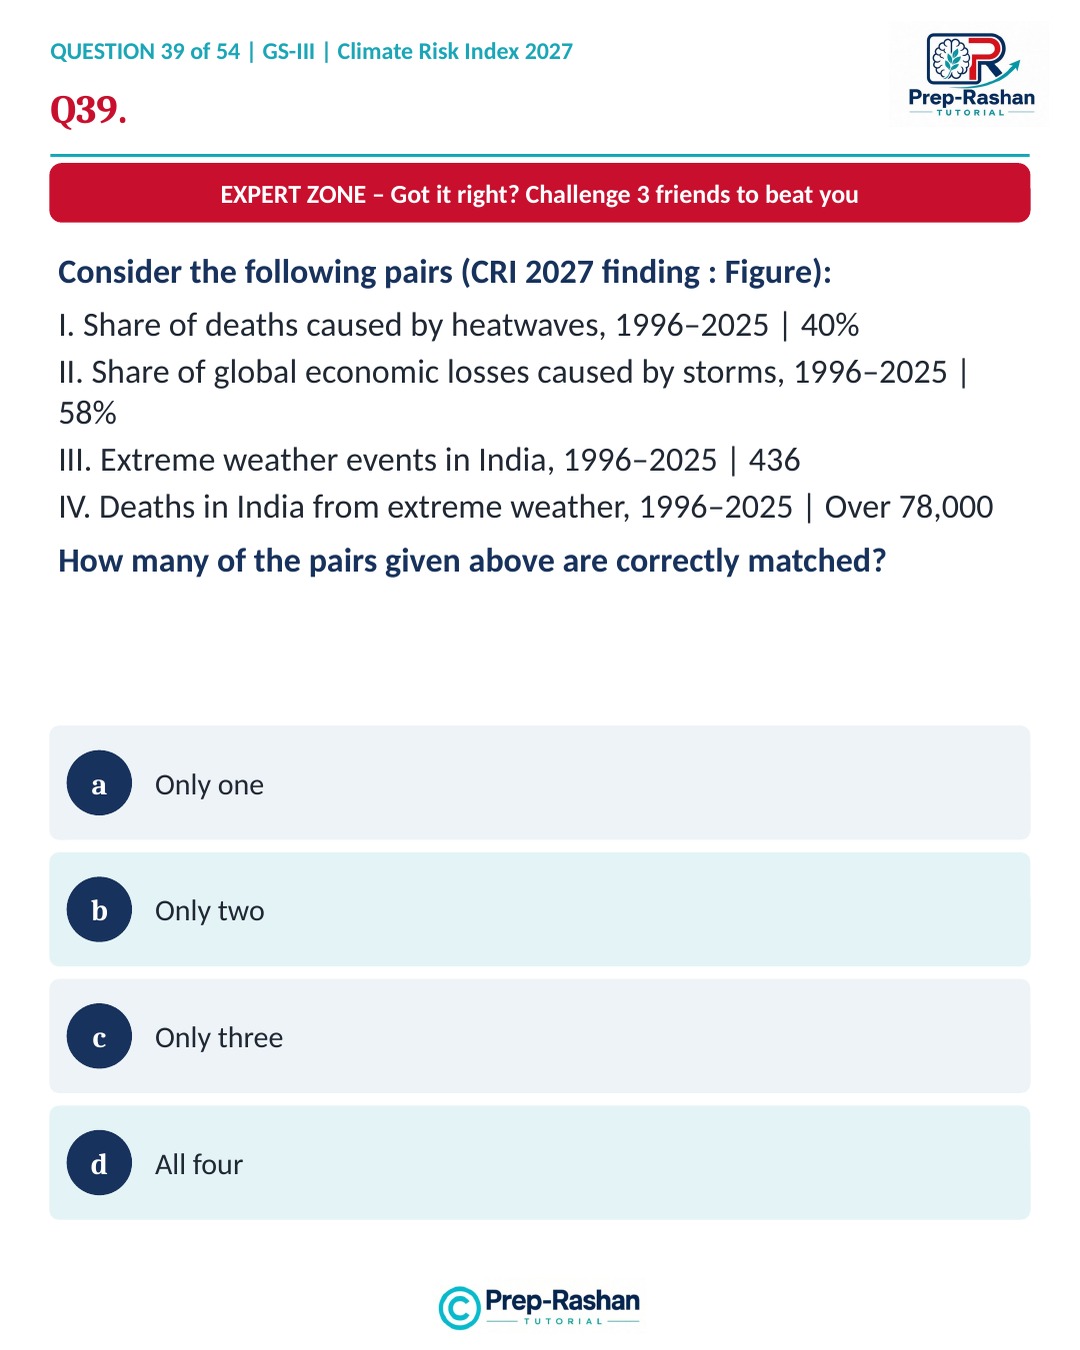 QUESTION 39 of 54 | GS-III | Climate Risk Index 2027
Q39.
Prep-Rashan
TUTORIAL
EXPERT ZONE – Got it right? Challenge 3 friends to beat you
Consider the following pairs (CRI 2027 finding : Figure):
I. Share of deaths caused by heatwaves, 1996–2025 | 40%
II. Share of global economic losses caused by storms, 1996–2025 |
58%
III. Extreme weather events in India, 1996–2025 | 436
IV. Deaths in India from extreme weather, 1996–2025 | Over 78,000
How many of the pairs given above are correctly matched?
a Only one
b Only two
c Only three
d All four
© Prep-Rashan
TUTORIAL